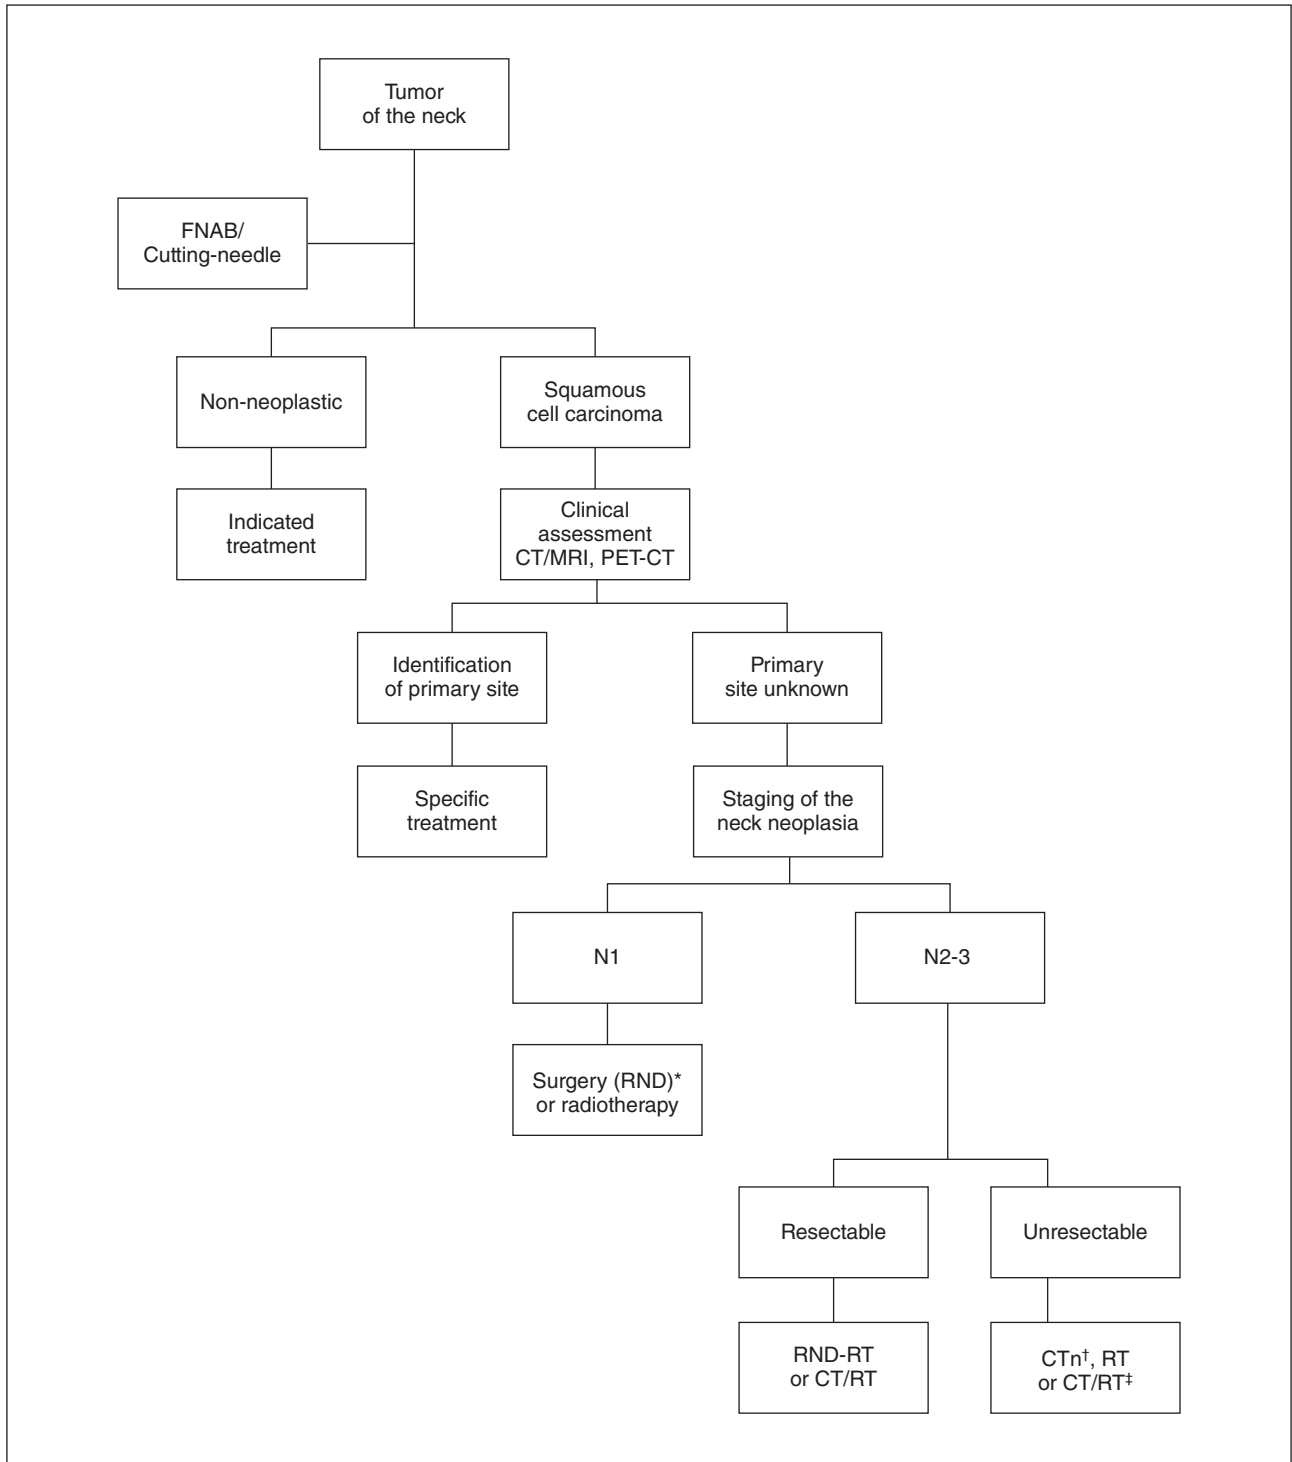 Tumor
of the neck
FNAB/
Cutting-needle
Non-neoplastic
Squamous
cell carcinoma
Indicated
treatment
Clinical
assessment
CT/MRI, PET-CT
Identification
of primary site
Primary
site unknown
Specific
treatment
Staging of the
neck neoplasia
N1
N2-3
Surgery (RND)*
or radiotherapy
Resectable
Unresectable
RND-RT
or CT/RT
CTn†, RT
or CT/RT‡